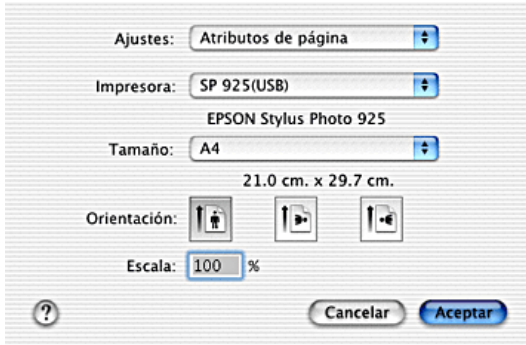 Ajustes: Atributos de página
Impresora: SP 925(USB)
EPSON Stylus Photo 925
Tamaño: A4
21.0 cm. x 29.7 cm.
Orientación:
Escala: 100 %
? Cancelar Aceptar